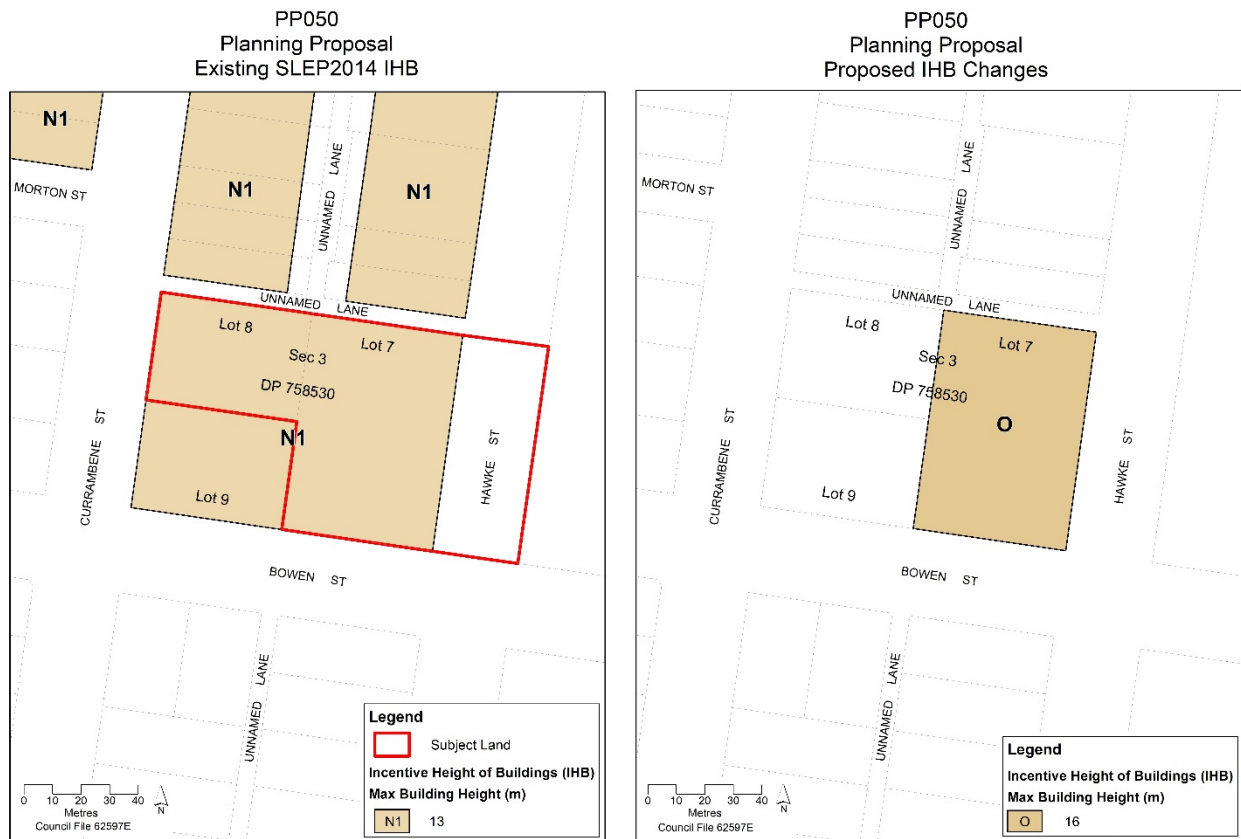 PP050
Planning Proposal
Existing SLEP2014 IHB
N1
MORTON ST
N1
UNNAMED LANE
N1
UNNAMED LANE
Lot 8
Lot 7
Sec 3
DP 758530
N1
CURRAMBENE ST
HAWKE ST
Lot 9
BOWEN ST
UNNAMED LANE
Legend
Subject Land
Incentive Height of Buildings (IHB)
Max Building Height (m)
N1 13
0 10 20 30 40
Metres
N
Council File 62597E
PP050
Planning Proposal
Proposed IHB Changes
MORTON ST
UNNAMED LANE
UNNAMED LANE
Lot 8
Lot 7
Sec 3
DP 758530
O
CURRAMBENE ST
HAWKE ST
Lot 9
BOWEN ST
UNNAMED LANE
Legend
Incentive Height of Buildings (IHB)
Max Building Height (m)
O 16
0 10 20 30 40
Metres
N
Council File 62597E